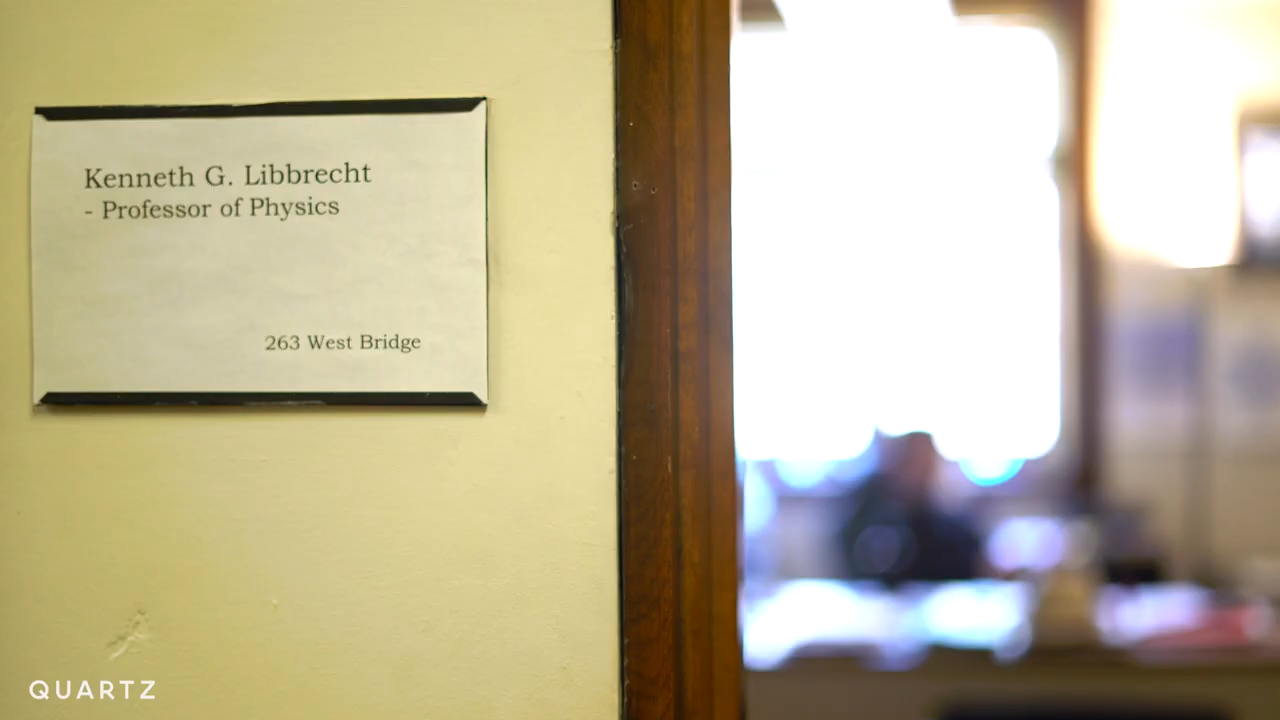 Kenneth G. Libbrecht
- Professor of Physics
263 West Bridge
QUARTZ